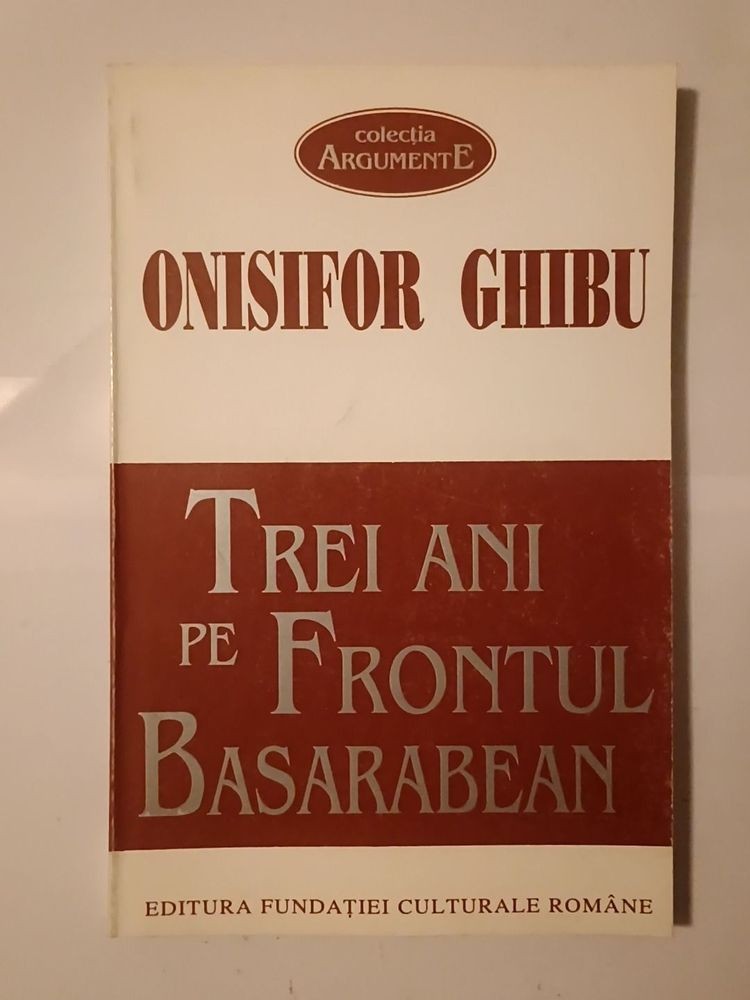 colecția
ARGUMENTE
ONISIFOR GHIBU
TREI ANI
PE FRONTUL
BASARABEAN
EDITURA FUNDAȚIEI CULTURALE ROMÂNE